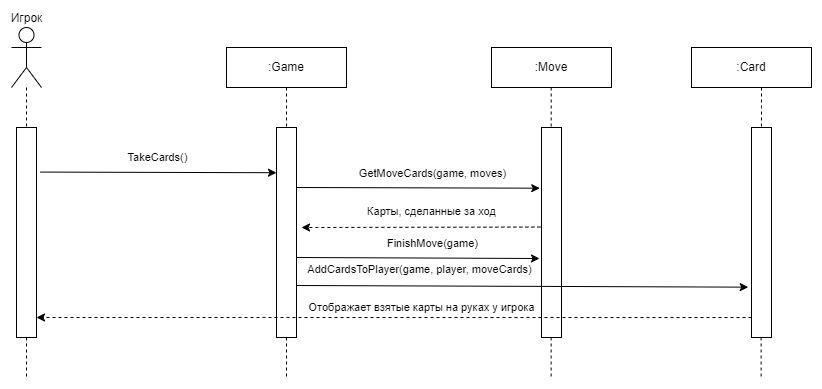 Игрок
:Game
:Move
:Card
TakeCards()
GetMoveCards(game, moves)
Карты, сделанные за ход
FinishMove(game)
AddCardsToPlayer(game, player, moveCards)
Отображает взятые карты на руках у игрока